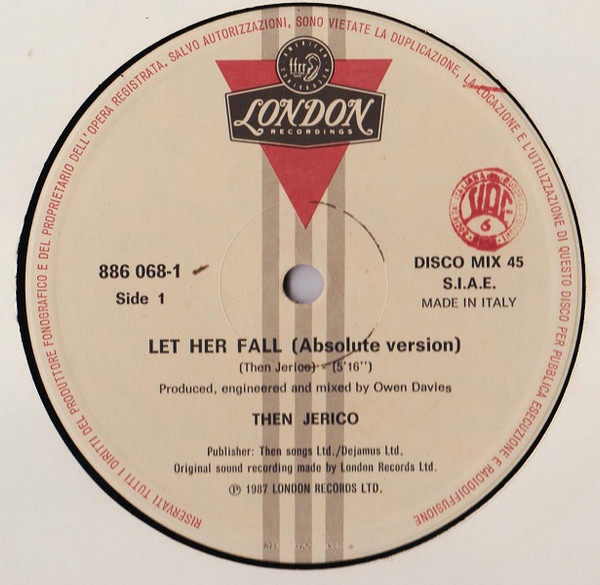 RISERVATI TUTTI I DIRITTI DEL PRODUTTORE FONOGRAFICO E DEL PROPRIETARIO DELL'OPERA REGISTRATA, SALVO AUTORIZZAZIONI, SONO VIETATE LA DUPLICAZIONE, LA LOCAZIONE E L'UTILIZZAZIONE DI QUESTO DISCO PER PUBBLICA ESECUZIONE E RADIODIFFUSIONE
ffrr
LONDON
RECORDINGS
SIAE
6
886 068-1
Side 1
DISCO MIX 45
S.I.A.E.
MADE IN ITALY
LET HER FALL (Absolute version)
(Then Jerico) - (5'16'')
Produced, engineered and mixed by Owen Davies
THEN JERICO
Publisher: Then songs Ltd./Dejamus Ltd.
Original sound recording made by London Records Ltd.
℗ 1987 LONDON RECORDS LTD.